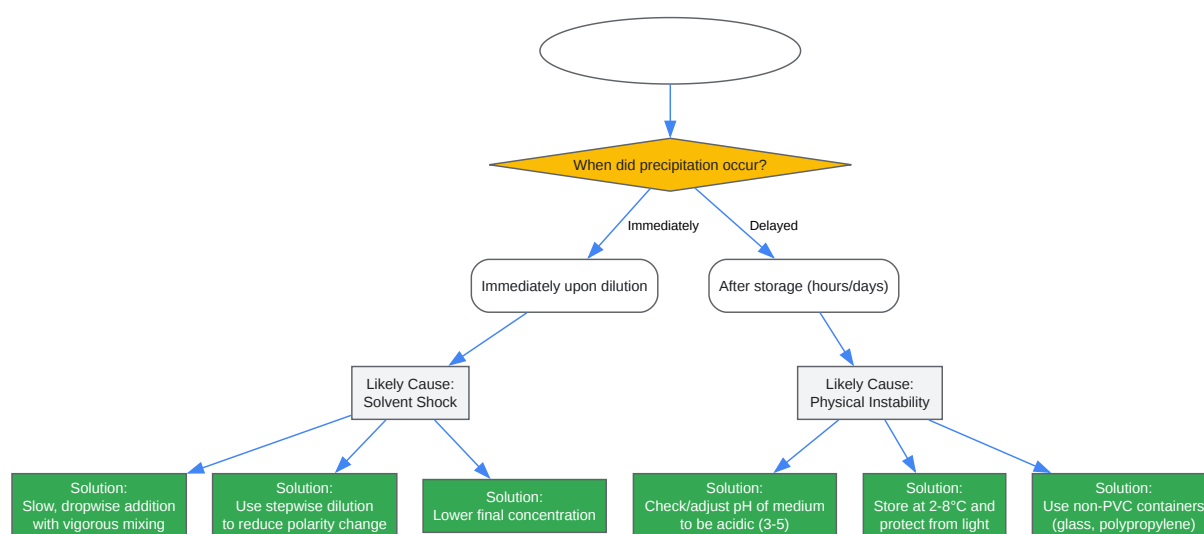 When did precipitation occur?
Immediately
Delayed
Immediately upon dilution
After storage (hours/days)
Likely Cause:
Solvent Shock
Likely Cause:
Physical Instability
Solution:
Slow, dropwise addition
with vigorous mixing
Solution:
Use stepwise dilution
to reduce polarity change
Solution:
Lower final concentration
Solution:
Check/adjust pH of medium
to be acidic (3-5)
Solution:
Store at 2-8°C and
protect from light
Solution:
Use non-PVC containers
(glass, polypropylene)